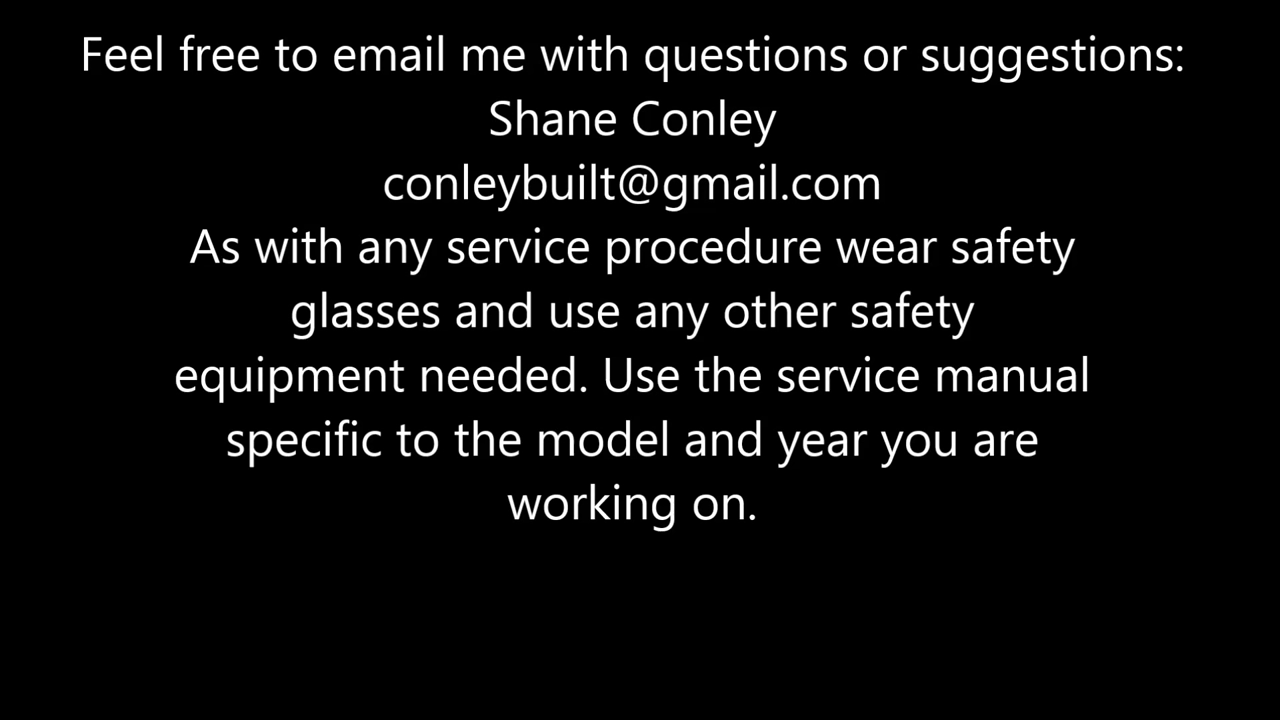 Feel free to email me with questions or suggestions:
Shane Conley
conleybuilt@gmail.com
As with any service procedure wear safety
glasses and use any other safety
equipment needed. Use the service manual
specific to the model and year you are
working on.